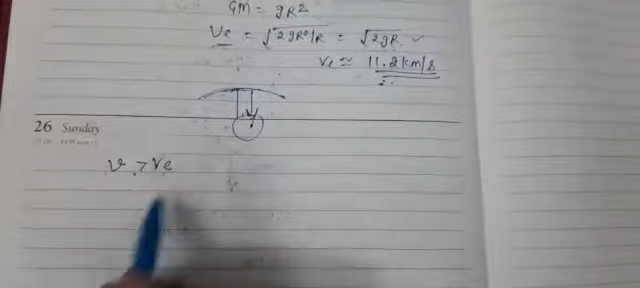 GM = gR²
Ve = √2gR²/R = √2gR ✓
Ve ≈ 11.2 km/s
26 Sunday
v > Ve